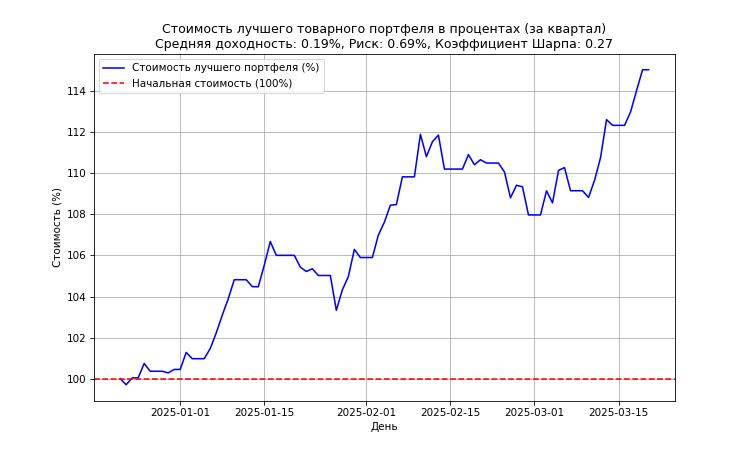 Стоимость лучшего товарного портфеля в процентах (за квартал)
Средняя доходность: 0.19%, Риск: 0.69%, Коэффициент Шарпа: 0.27
Стоимость лучшего портфеля (%)
Начальная стоимость (100%)
Стоимость (%)
114
112
110
108
106
104
102
100
2025-01-01
2025-01-15
2025-02-01
2025-02-15
2025-03-01
2025-03-15
День